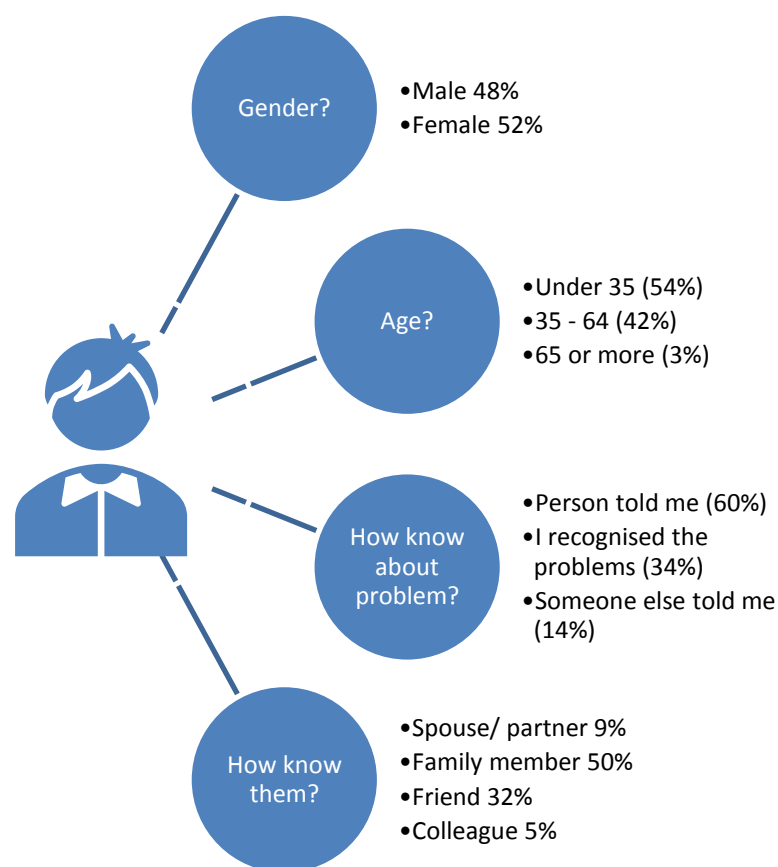 Gender?
•Male 48%
•Female 52%
Age?
•Under 35 (54%)
•35 - 64 (42%)
•65 or more (3%)
How know
about
problem?
•Person told me (60%)
•I recognised the
problems (34%)
•Someone else told me
(14%)
How know
them?
•Spouse/ partner 9%
•Family member 50%
•Friend 32%
•Colleague 5%